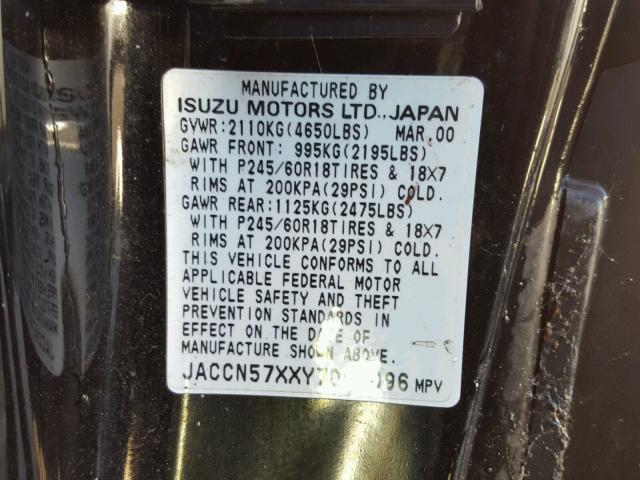 MANUFACTURED BY
ISUZU MOTORS LTD., JAPAN
GVWR:2110KG(4650LBS) MAR.00
GAWR FRONT: 995KG(2195LBS)
WITH P245/60R18TIRES & 18X7
RIMS AT 200KPA(29PSI) COLD.
GAWR REAR:1125KG(2475LBS)
WITH P245/60R18TIRES & 18X7
RIMS AT 200KPA(29PSI) COLD.
THIS VEHICLE CONFORMS TO ALL
APPLICABLE FEDERAL MOTOR
VEHICLE SAFETY AND THEFT
PREVENTION STANDARDS IN
EFFECT ON THE DATE OF
MANUFACTURE SHOWN ABOVE.
MPV